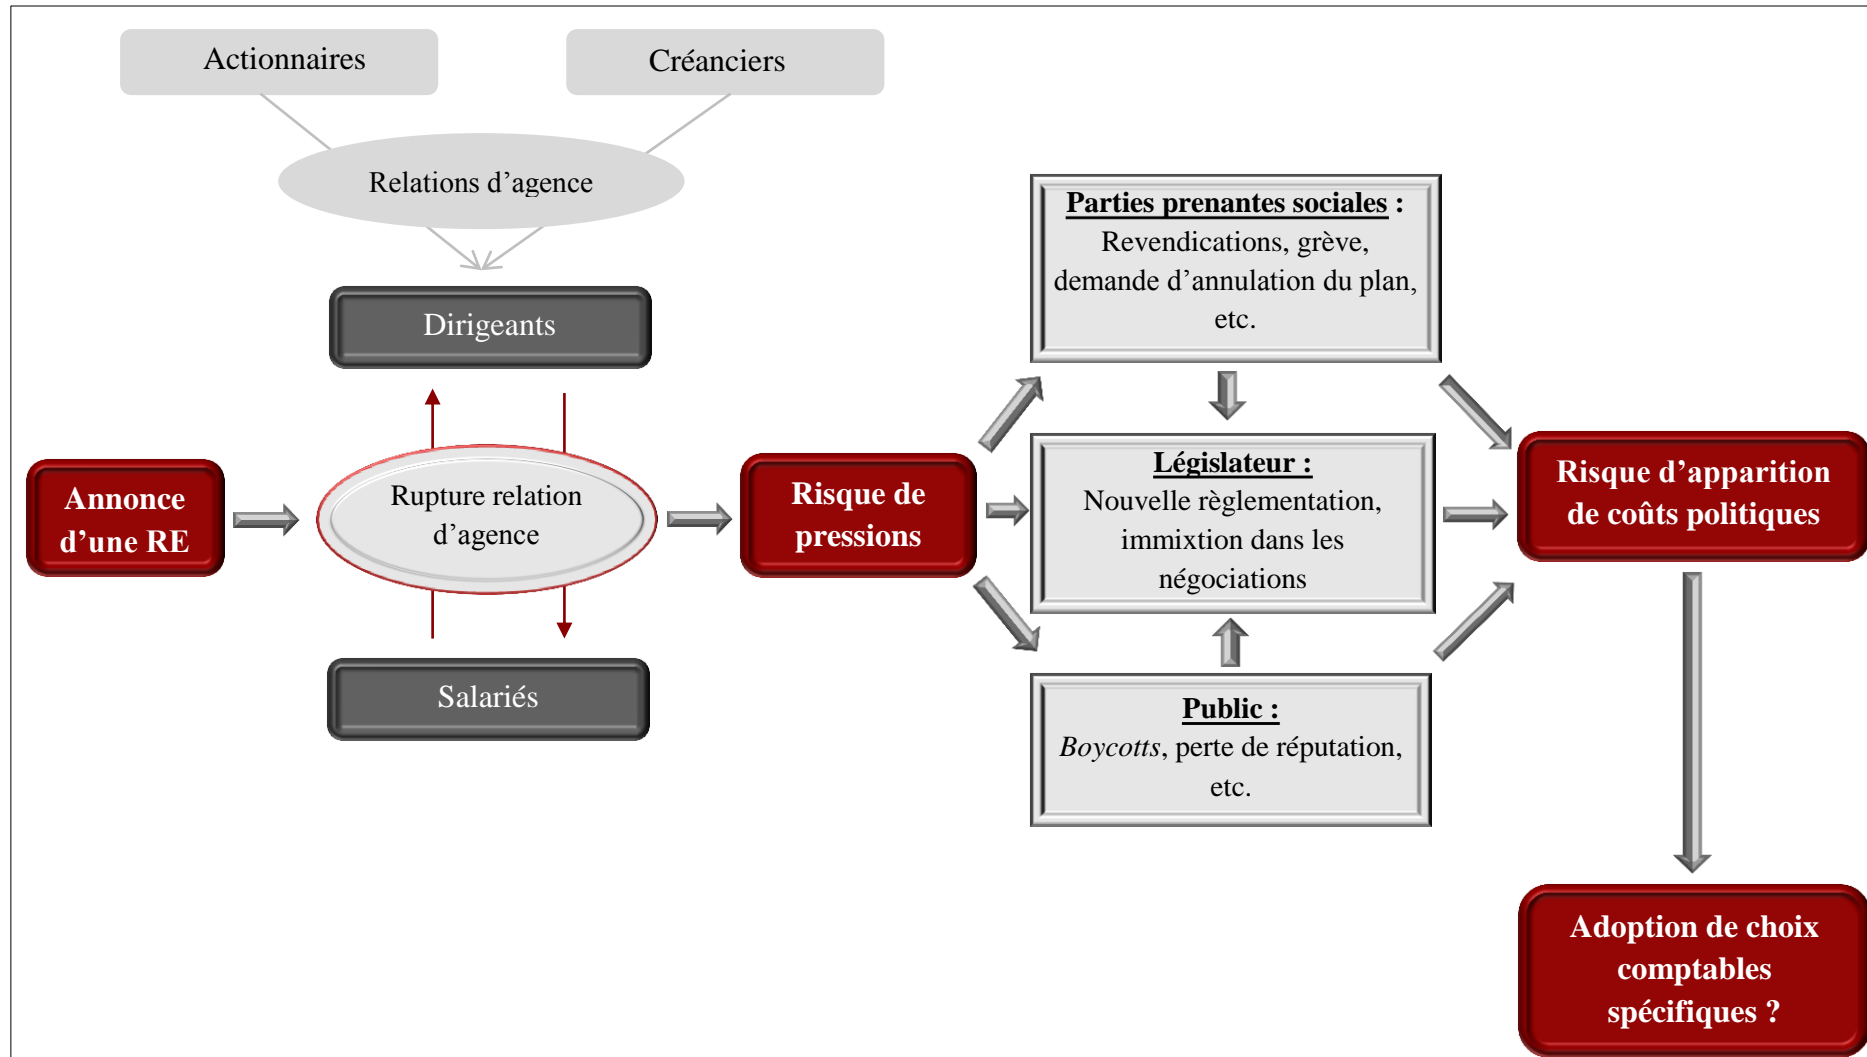 Actionnaires
Créanciers
Relations d’agence
Dirigeants
Annonce
d’une RE
Rupture relation
d’agence
Salariés
Risque de
pressions
Parties prenantes sociales :
Revendications, grève,
demande d’annulation du plan,
etc.
Législateur :
Nouvelle règlementation,
immixtion dans les
négociations
Public :
Boycotts, perte de réputation,
etc.
Risque d’apparition
de coûts politiques
Adoption de choix
comptables
spécifiques ?